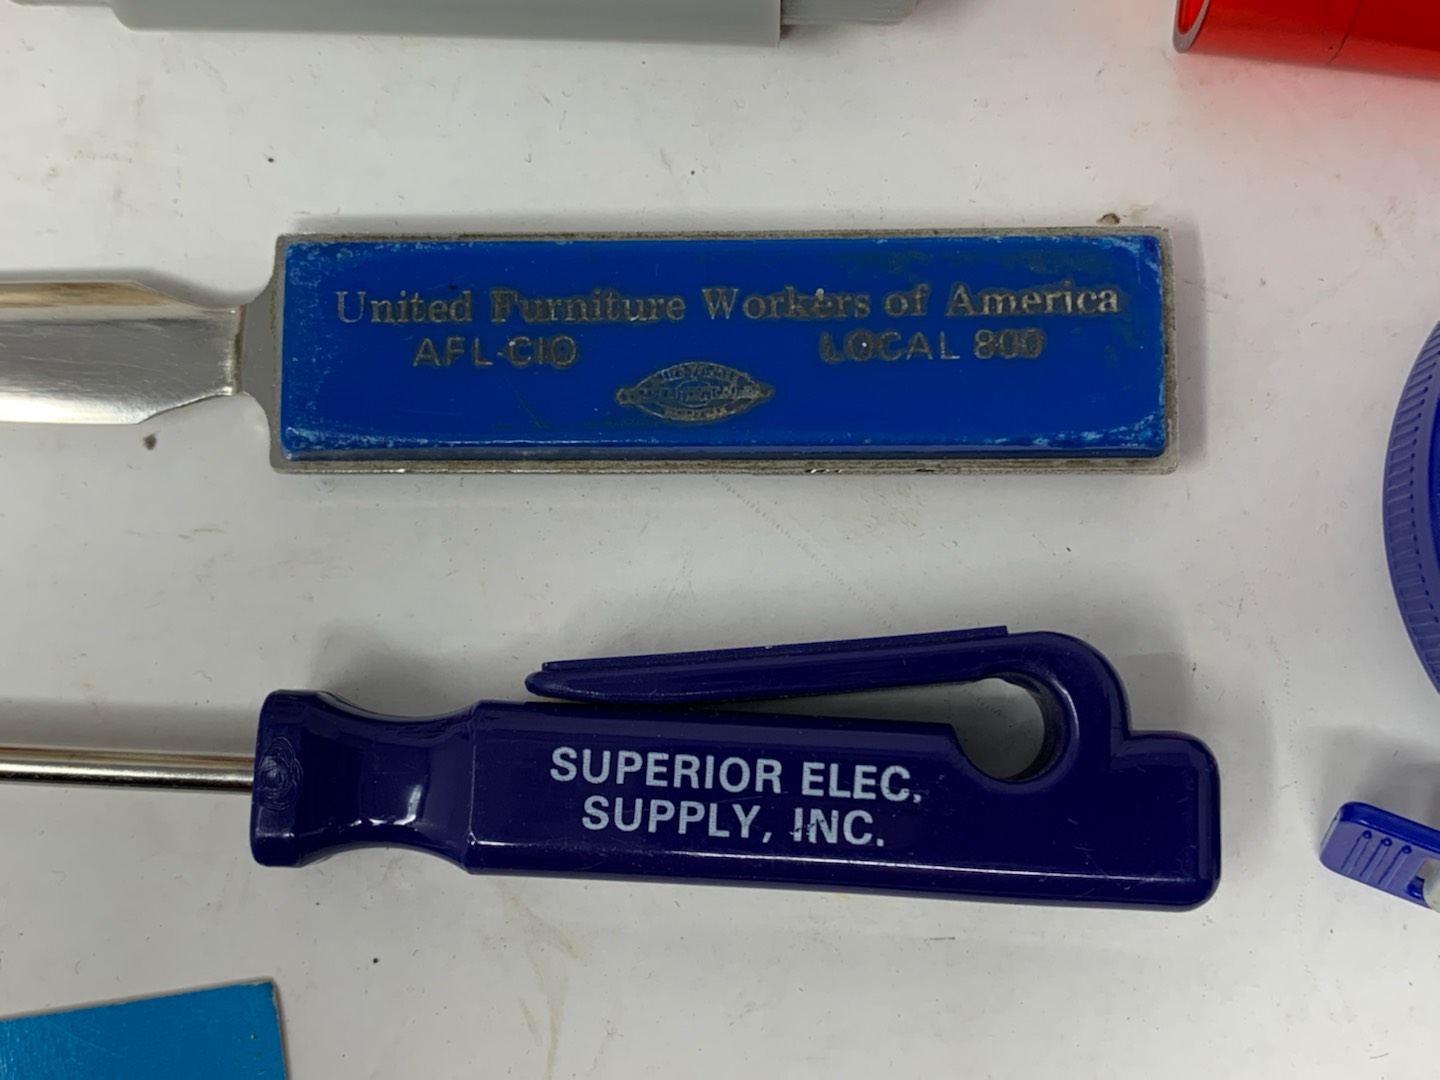 United Furniture Workers of America
AFL-CIO LOCAL 800
SUPERIOR ELEC.
SUPPLY, INC.